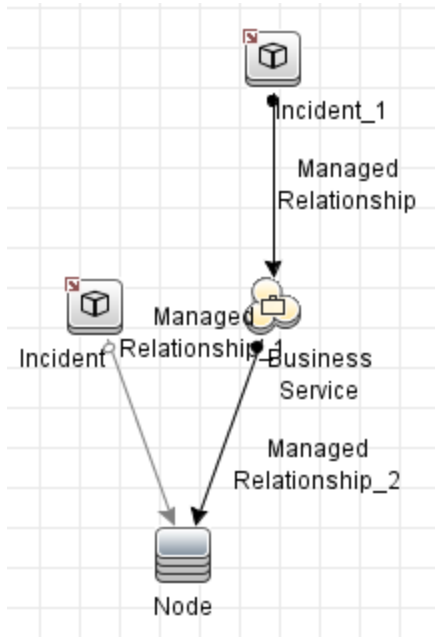 Incident_1
Managed
Relationship
Managed
Relationship_1
Incident
Business
Service
Managed
Relationship_2
Node